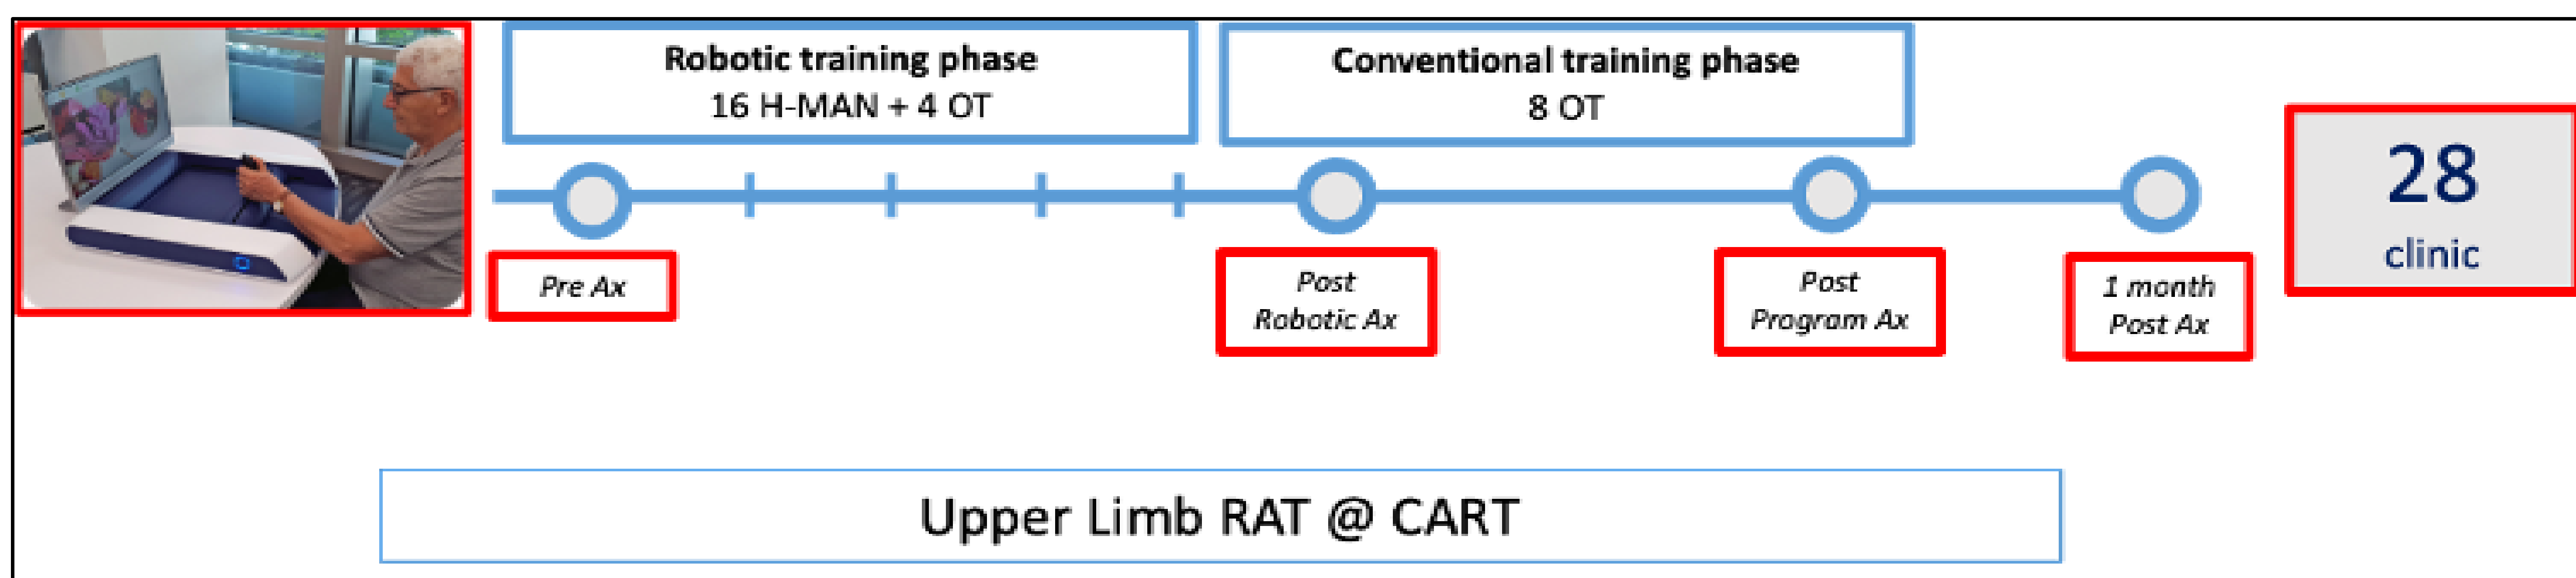 Robotic training phase
16 H-MAN + 4 OT
Conventional training phase
8 OT
Pre Ax
Post
Robotic Ax
Post
Program Ax
1 month
Post Ax
28
clinic
Upper Limb RAT @ CART